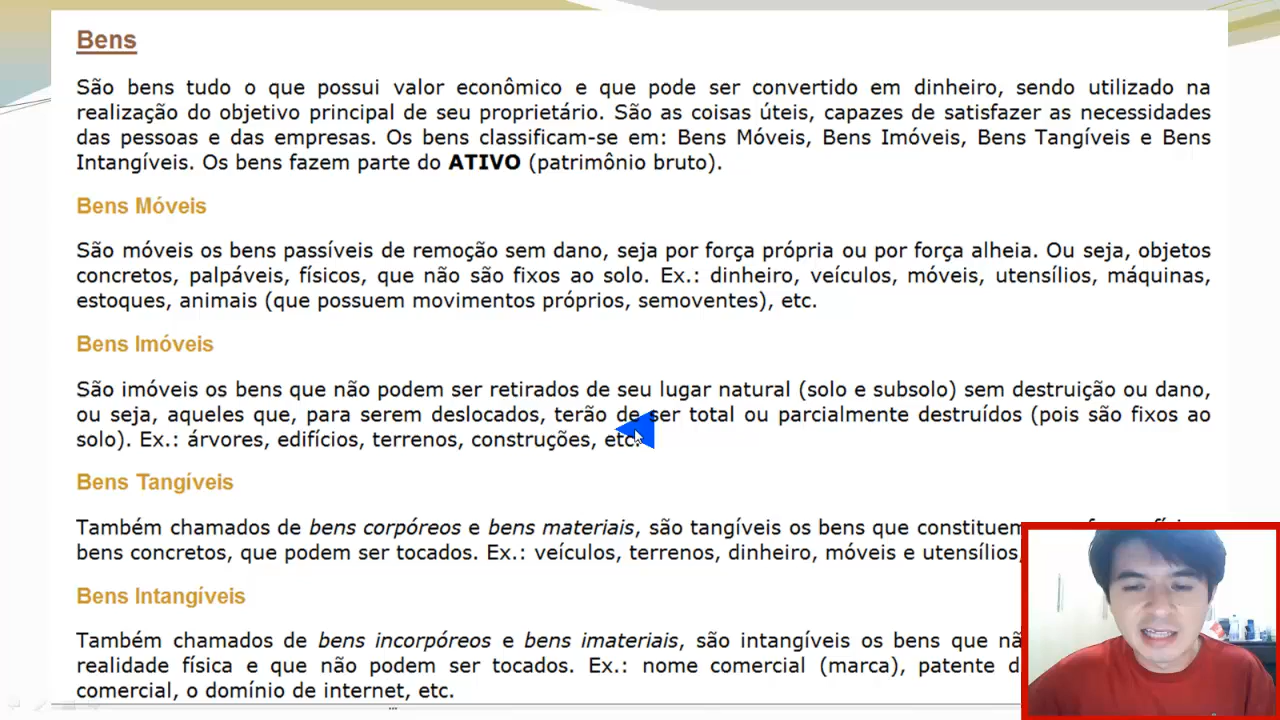 Bens
São bens tudo o que possui valor econômico e que pode ser convertido em dinheiro, sendo utilizado na
realização do objetivo principal de seu proprietário. São as coisas úteis, capazes de satisfazer as necessidades
das pessoas e das empresas. Os bens classificam-se em: Bens Móveis, Bens Imóveis, Bens Tangíveis e Bens
Intangíveis. Os bens fazem parte do ATIVO (patrimônio bruto).
Bens Móveis
São móveis os bens passíveis de remoção sem dano, seja por força própria ou por força alheia. Ou seja, objetos
concretos, palpáveis, físicos, que não são fixos ao solo. Ex.: dinheiro, veículos, móveis, utensílios, máquinas,
estoques, animais (que possuem movimentos próprios, semoventes), etc.
Bens Imóveis
São imóveis os bens que não podem ser retirados de seu lugar natural (solo e subsolo) sem destruição ou dano,
ou seja, aqueles que, para serem deslocados, terão de ser total ou parcialmente destruídos (pois são fixos ao
solo). Ex.: árvores, edifícios, terrenos, construções, etc.
Bens Tangíveis
Também chamados de bens corpóreos e bens materiais, são tangíveis os bens que constituem
bens concretos, que podem ser tocados. Ex.: veículos, terrenos, dinheiro, móveis e utensílios,
Bens Intangíveis
Também chamados de bens incorpóreos e bens imateriais, são intangíveis os bens que
realidade física e que não podem ser tocados. Ex.: nome comercial (marca), patente
comercial, o domínio de internet, etc.